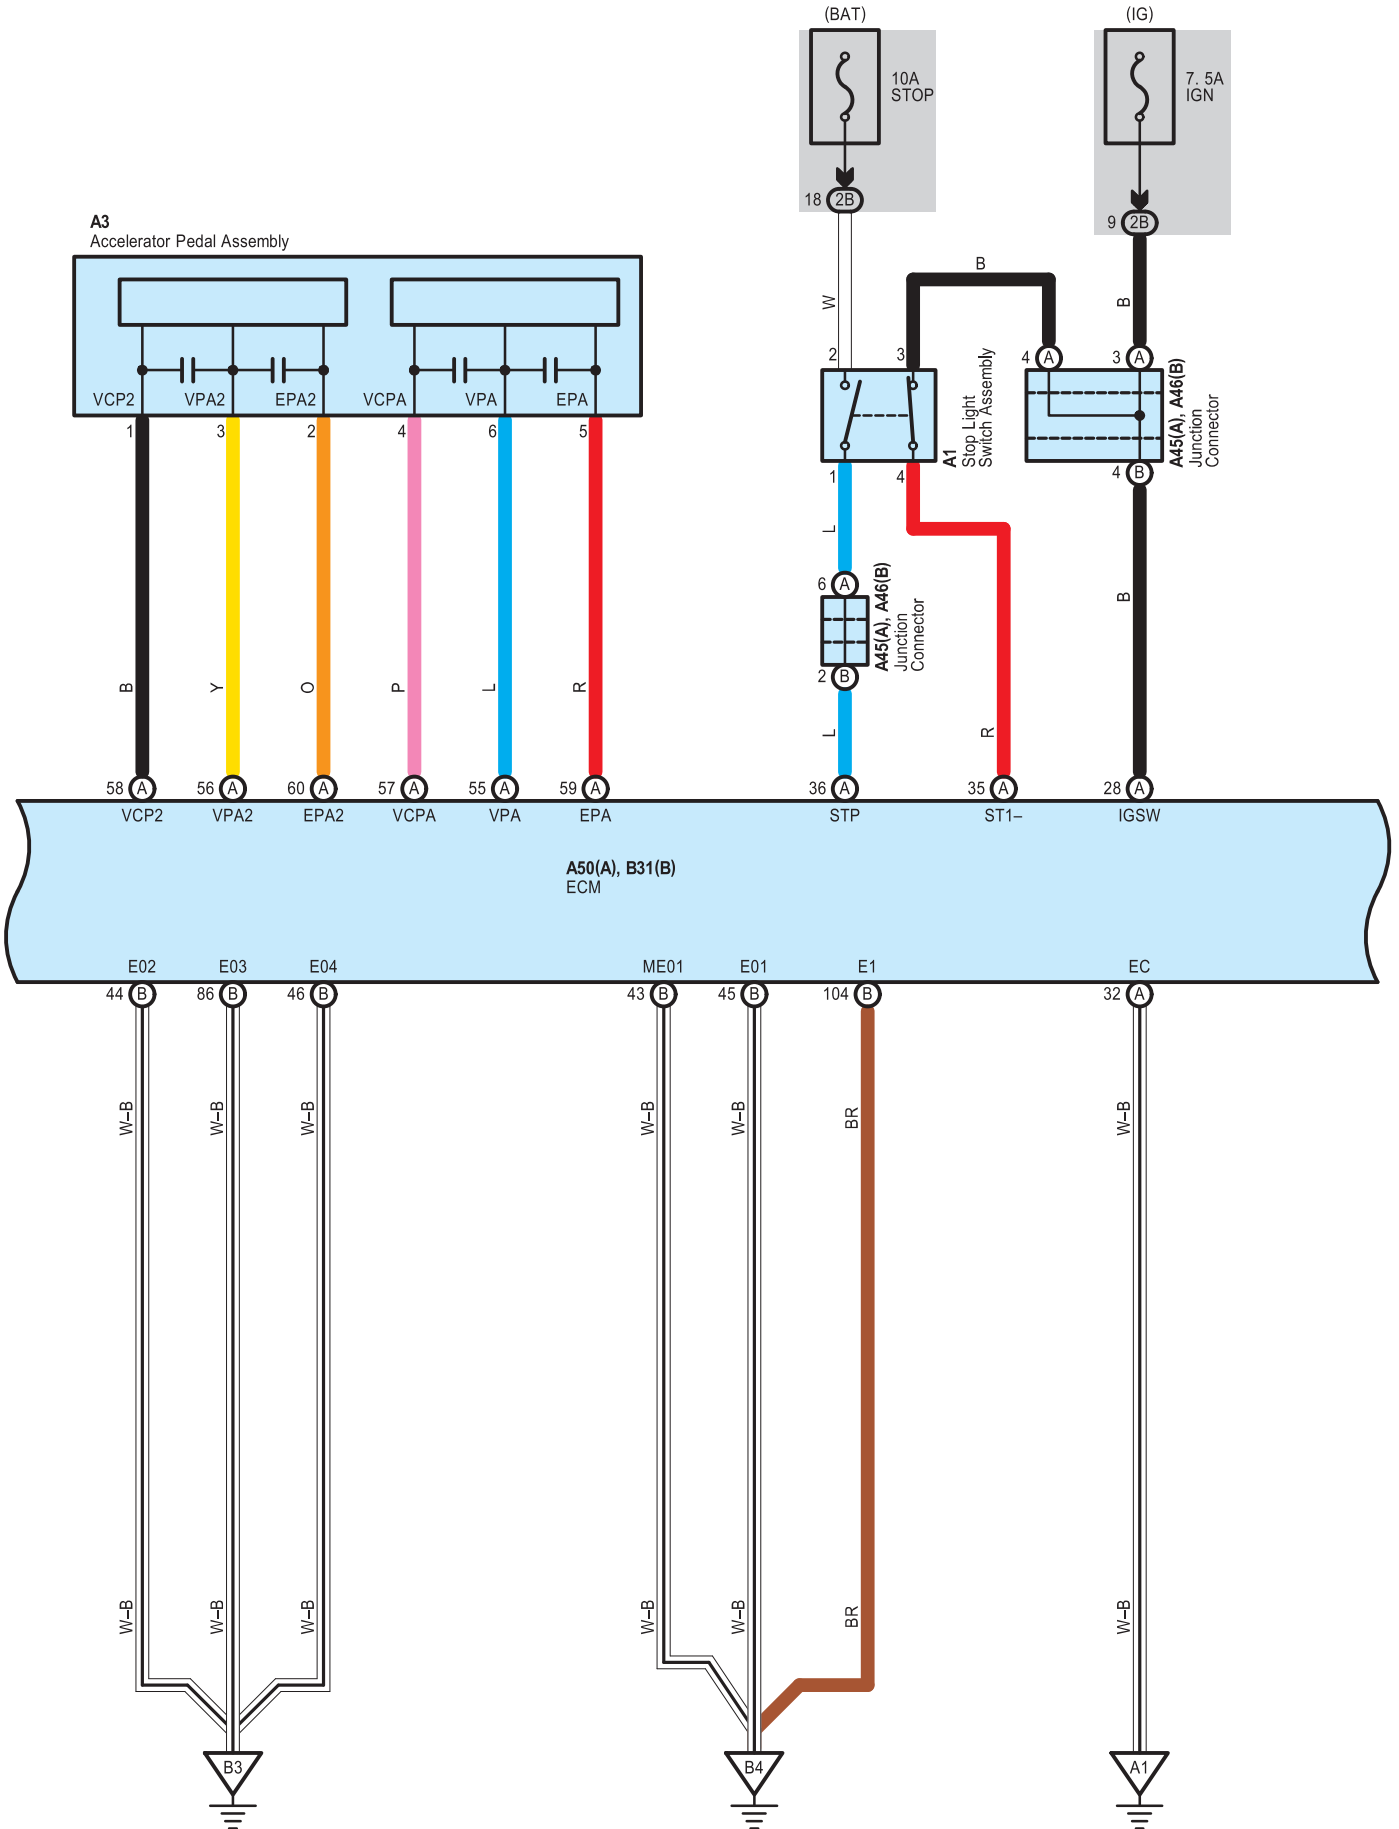 (BAT)
(IG)
10A
STOP
7. 5A
IGN
18 2B
9 2B
A3
Accelerator Pedal Assembly
W
B
B
2
3
4 A
3 A
VCP2
VPA2
EPA2
VCPA
VPA
EPA
1
3
2
4
6
5
A1
Stop Light
Switch Assembly
A45(A), A46(B)
Junction
Connector
1
4
4 B
L
6 A
A45(A), A46(B)
Junction
Connector
2 B
B
B
Y
O
P
L
R
L
R
58 A
56 A
60 A
57 A
55 A
59 A
36 A
35 A
28 A
VCP2
VPA2
EPA2
VCPA
VPA
EPA
STP
ST1–
IGSW
A50(A), B31(B)
ECM
E02
E03
E04
ME01
E01
E1
EC
44 B
86 B
46 B
43 B
45 B
104 B
32 A
W–B
W–B
W–B
W–B
W–B
BR
W–B
W–B
W–B
W–B
W–B
W–B
BR
W–B
B3
B4
A1